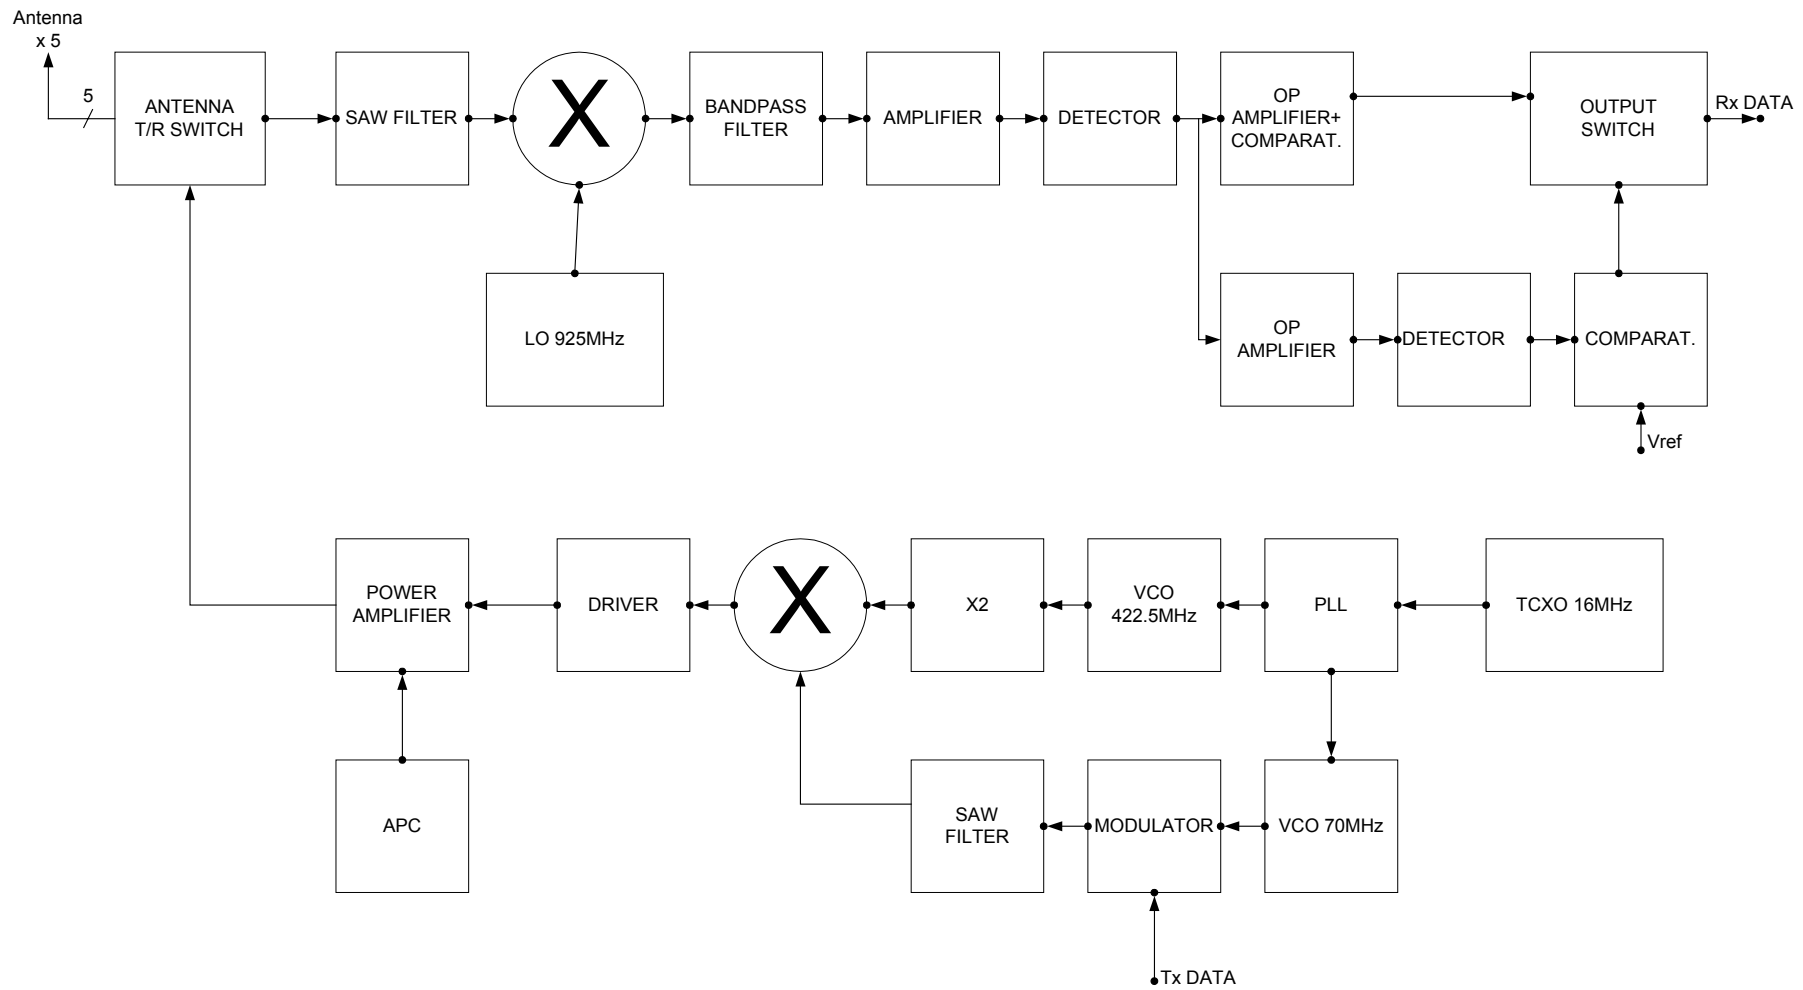 Antenna
x 5
5
ANTENNA
T/R SWITCH
SAW FILTER
X
BANDPASS
FILTER
AMPLIFIER
DETECTOR
OP
AMPLIFIER+
COMPARAT.
OUTPUT
SWITCH
Rx DATA
LO 925MHz
OP
AMPLIFIER
DETECTOR
COMPARAT.
Vref
POWER
AMPLIFIER
DRIVER
X
X2
VCO
422.5MHz
PLL
TCXO 16MHz
APC
SAW
FILTER
MODULATOR
VCO 70MHz
Tx DATA